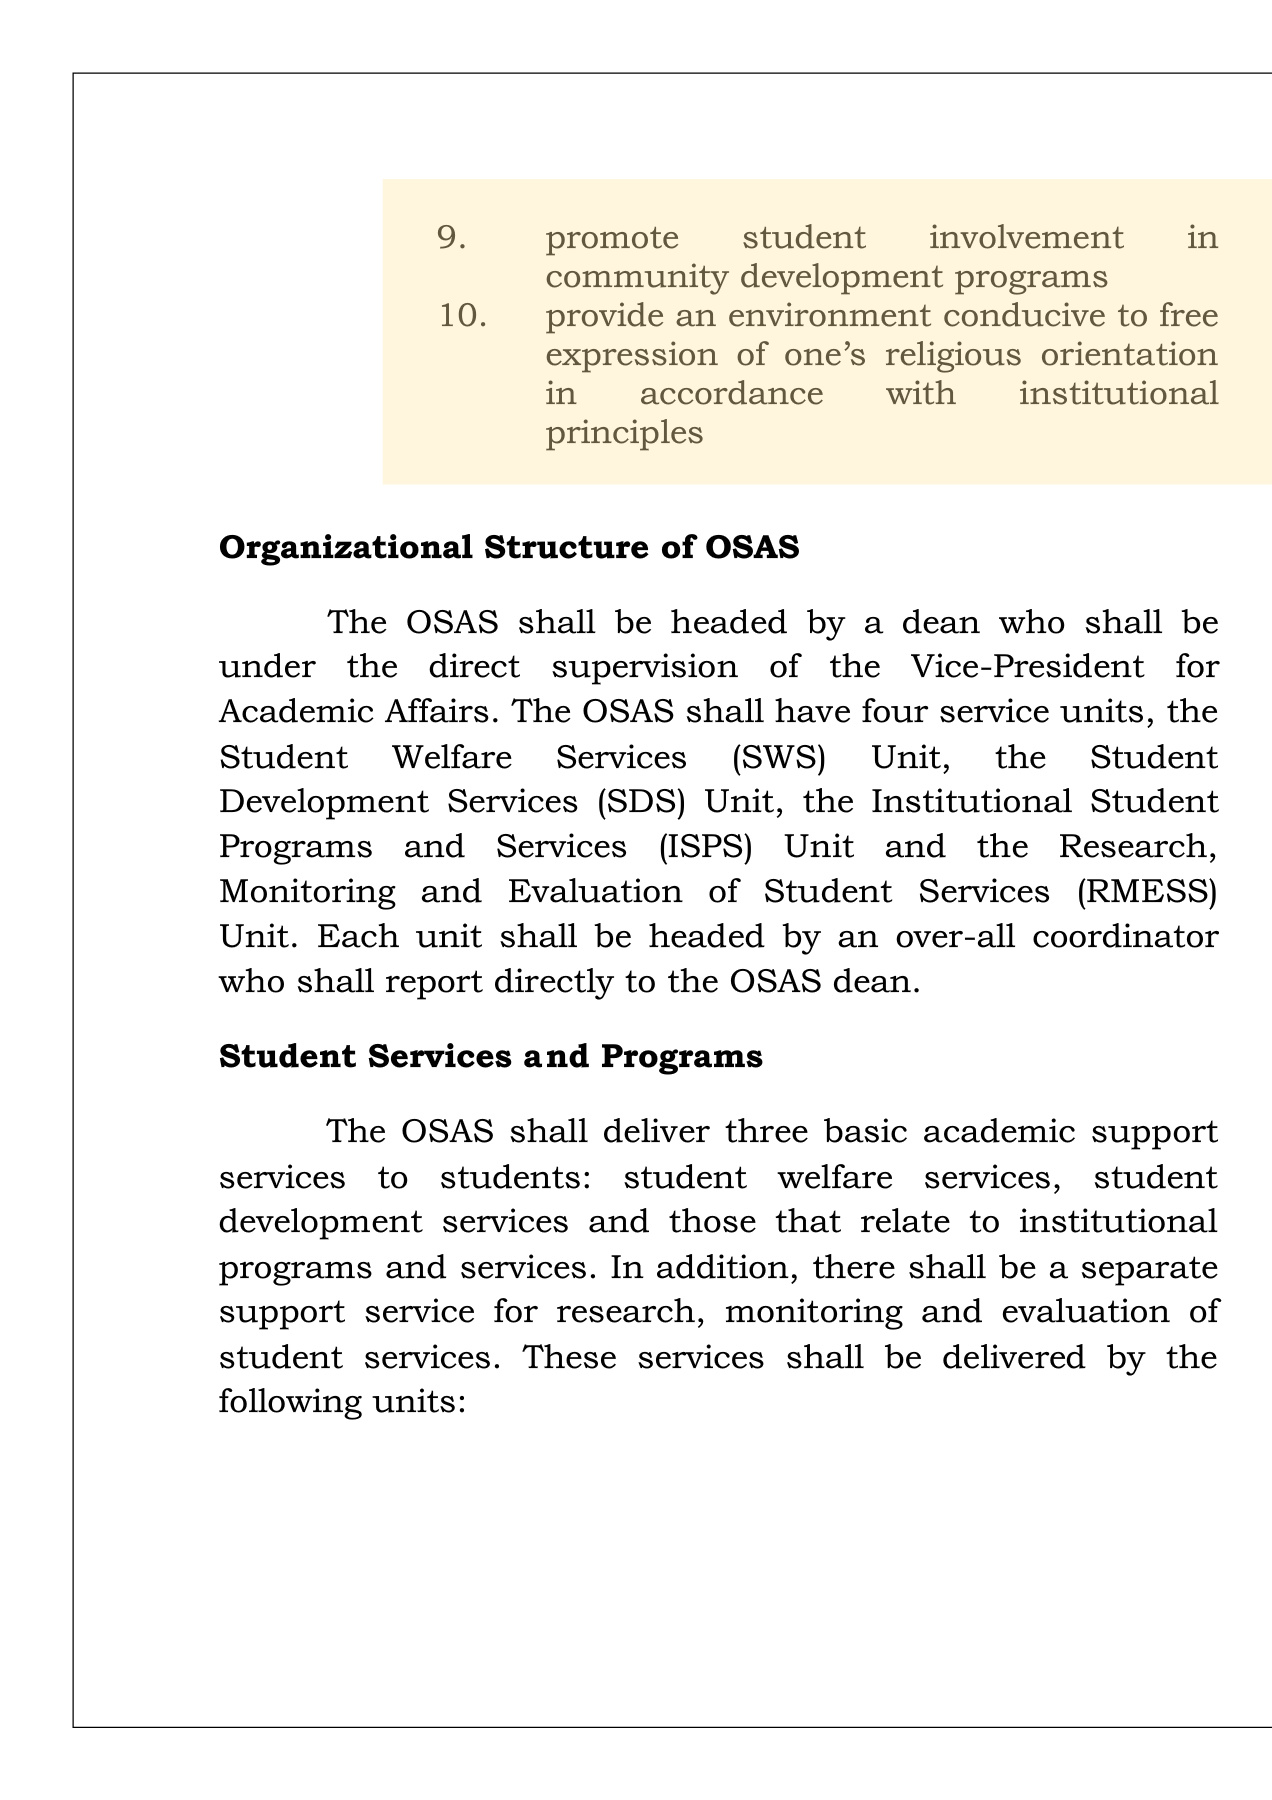 9. promote student involvement in
community development programs
10. provide an environment conducive to free
expression of one’s religious orientation
in accordance with institutional
principles
Organizational Structure of OSAS
The OSAS shall be headed by a dean who shall be
under the direct supervision of the Vice-President for
Academic Affairs. The OSAS shall have four service units, the
Student Welfare Services (SWS) Unit, the Student
Development Services (SDS) Unit, the Institutional Student
Programs and Services (ISPS) Unit and the Research,
Monitoring and Evaluation of Student Services (RMESS)
Unit. Each unit shall be headed by an over-all coordinator
who shall report directly to the OSAS dean.
Student Services and Programs
The OSAS shall deliver three basic academic support
services to students: student welfare services, student
development services and those that relate to institutional
programs and services. In addition, there shall be a separate
support service for research, monitoring and evaluation of
student services. These services shall be delivered by the
following units: